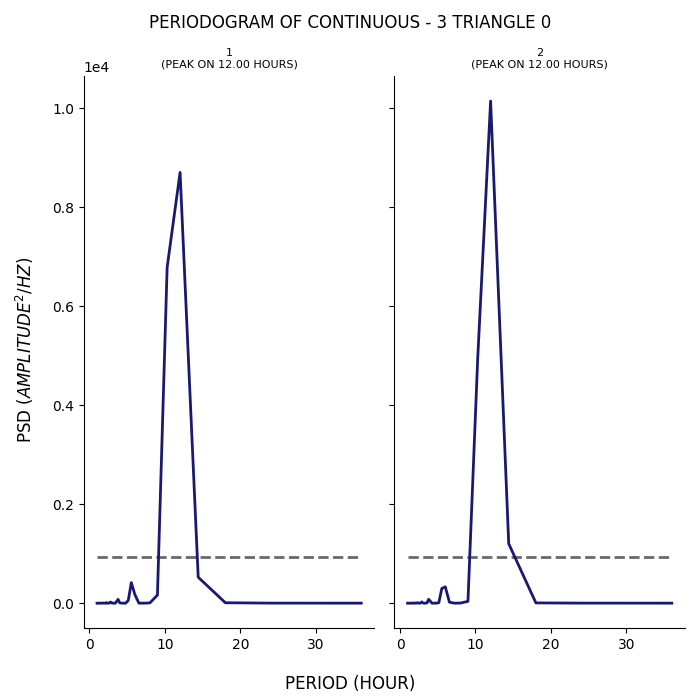 PERIODOGRAM OF CONTINUOUS - 3 TRIANGLE 0
1
(PEAK ON 12.00 HOURS)
2
(PEAK ON 12.00 HOURS)
1e4
1.0
0.8
0.6
0.4
0.2
0.0
PSD (AMPLITUDE²/HZ)
0 10 20 30
0 10 20 30
PERIOD (HOUR)